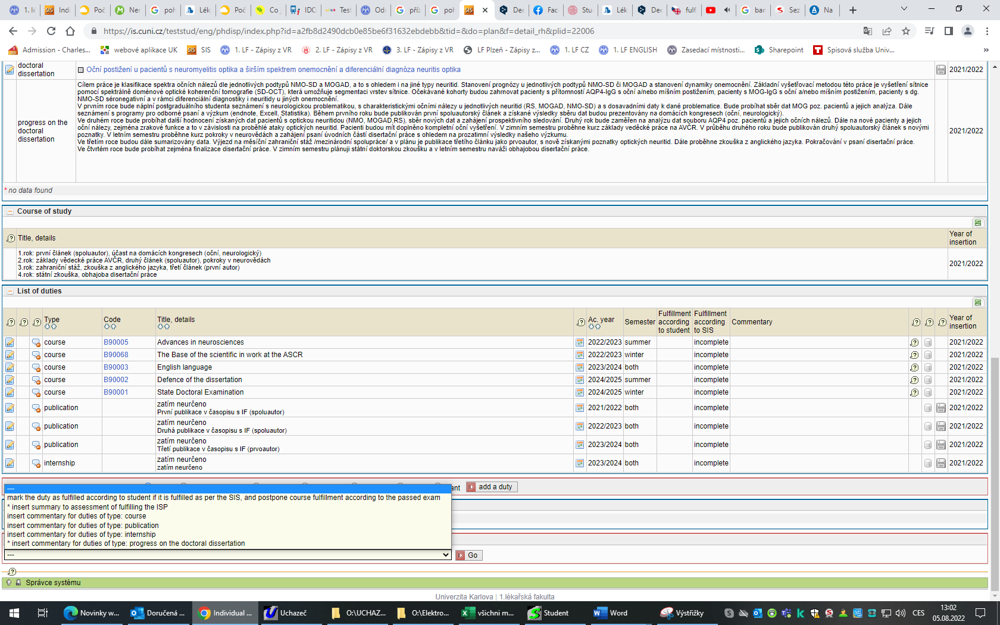 1. lé
Indi
Poč
Ner
poh
Lék
Poč
Co
IDC
Test
Od
příz
poh
SIS
Dee
Fac
Stu
Lék
Dee
fulf
bar
Sez
Na
https://is.cuni.cz/teststud/eng/phdisp/index.php?id=a2fb8d2490dcb0e85be6f31632ebdebb&tid=&do=plan&f=detail_rh&plid=22006
Admission - Charles...
webové aplikace UK
SIS
1. LF - Zápisy z VR
2. LF - Zápisy z VR
3. LF - Zápisy z VR
LF Plzeň - Zápisy z...
1. LF CZ
1. LF ENGLISH
Zasedací místnosti...
Sharepoint
Spisová služba Univ...
doctoral dissertation
Oční postižení u pacientů s neuromyelitis optika a širším spektrem onemocnění a diferenciální diagnóza neuritis optika
2021/2022
progress on the doctoral dissertation
Cílem práce je klasifikace spektra očních nálezů dle jednotlivých podtypů NMO-SD a MOGAD, a to s ohledem i na jiné typy neuritid. Stanovení prognózy u jednotlivých podtypů NMO-SD či MOGAD a stanovení dynamiky onemocnění. Základní vyšetřovací metodou této práce je vyšetření sítnice
pomocí spektrálně doménové optické koherenční tomografie (SD-OCT), která umožňuje segmentaci vrstev sítnice. Očekávané kohorty budou zahrnovat pacienty s přítomností AQP4-IgG s oční a/nebo míšním postižením, pacienty s MOG-IgG s oční a/nebo míšním postižením, pacienty s dg.
NMO-SD séronegativní a v rámci diferenciální diagnostiky i neuritidy u jiných onemocnění.
V prvním roce bude náplní postgraduálního studenta seznámení s neurologickou problematikou, s charakteristickými očními nálezy u jednotlivých neuritid (RS, MOGAD, NMO-SD) a s dosavadními daty k dané problematice. Bude probíhat sběr dat MOG poz. pacientů a jejich analýza. Dále
seznámení s programy pro odborné psaní a výzkum (endnote, Excell, Statistika). Během prvního roku bude publikován první spoluautorský článek a získané výsledky sběru dat budou prezentovány na domácích kongresech (oční, neurologický).
Ve druhém roce bude probíhat další hodnocení získaných dat pacientů s optickou neuritidou (NMO, MOGAD,RS), sběr nových dat a zahájení prospektivního sledování. Druhý rok bude zaměřen na analýzu dat souboru AQP4 poz. pacientů a jejich očních nálezů. Dále na nové pacienty a jejich
oční nálezy, zejména zrakové funkce a to v závislosti na proběhlé ataky optických neuritid. Pacienti budou mít doplněno kompletní oční vyšetření. V zimním semestru proběhne kurz základy vedecké práce na AVČR. V průběhu druhého roku bude publikován druhý spoluautorský článek s novými
poznatky. V letním semestru proběhne kurz pokroky v neurovědách a zahájení psaní úvodních částí disertační práce s ohledem na prozatimní výsledky našeho výzkumu.
Ve třetím roce budou dále sumarizovány data. Výjezd na měsíční zahraniční stáž /mezinárodní spolupráce/ a v plánu je publikace třetího článku jako prvoautor, s nově získanými poznatky optických neuritid. Dále proběhne zkouška z anglického jazyka. Pokračování v psaní disertační práce.
Ve čtvrtém roce bude probíhat zejména finalizace disertační práce. V zimním semestru plánuji státní doktorskou zkoušku a v letním semestru naváži obhajobou disertační práce.
2021/2022
* no data found
Course of study
Title, details
Year of insertion
1.rok: první článek (spoluautor), účast na domácích kongresech (oční, neurologický)
2.rok: základy vědecké práce AVČR, druhý článek (spoluautor), pokroky v neurovědách
3.rok: zahraniční stáž, zkouška z anglického jazyka, třetí článek (první autor)
4.rok: státní zkouška, obhajoba disertační práce
2021/2022
List of duties
Type Code Title, details Ac. year Semester Fulfillment according to student Fulfillment according to SIS Commentary Year of insertion
course B90005 Advances in neurosciences 2022/2023 summer incomplete 2021/2022
course B90068 The Base of the scientific in work at the ASCR 2022/2023 winter incomplete 2021/2022
course B90003 English language 2023/2024 both incomplete 2021/2022
course B90002 Defence of the dissertation 2024/2025 summer incomplete 2021/2022
course B90001 State Doctoral Examination 2024/2025 winter incomplete 2021/2022
publication zatím neurčeno 2021/2022 both incomplete 2021/2022
První publikace v časopisu s IF (spoluautor)
publication zatím neurčeno 2022/2023 both incomplete 2021/2022
Druhá publikace v časopisu s IF (spoluautor)
publication zatím neurčeno 2023/2024 both incomplete 2021/2022
Třetí publikace v časopisu s IF (prvoautor)
internship zatím neurčeno 2023/2024 both incomplete 2021/2022
zatím neurčeno
ant add a duty
---
mark the duty as fulfilled according to student if it is fulfilled as per the SIS, and postpone course fulfillment according to the passed exam
* insert summary to assessment of fulfilling the ISP
insert commentary for duties of type: course
insert commentary for duties of type: publication
insert commentary for duties of type: internship
* insert commentary for duties of type: progress on the doctoral dissertation
--- Go
Správce systému
Univerzita Karlova | 1.lékařská fakulta
Novinky w...
Doručená ...
Individual ...
Uchazeč
O:\UCHAZ...
O:\Elektro...
všichni m...
Student
Word
Výstřižky
CES
13:02
05.08.2022